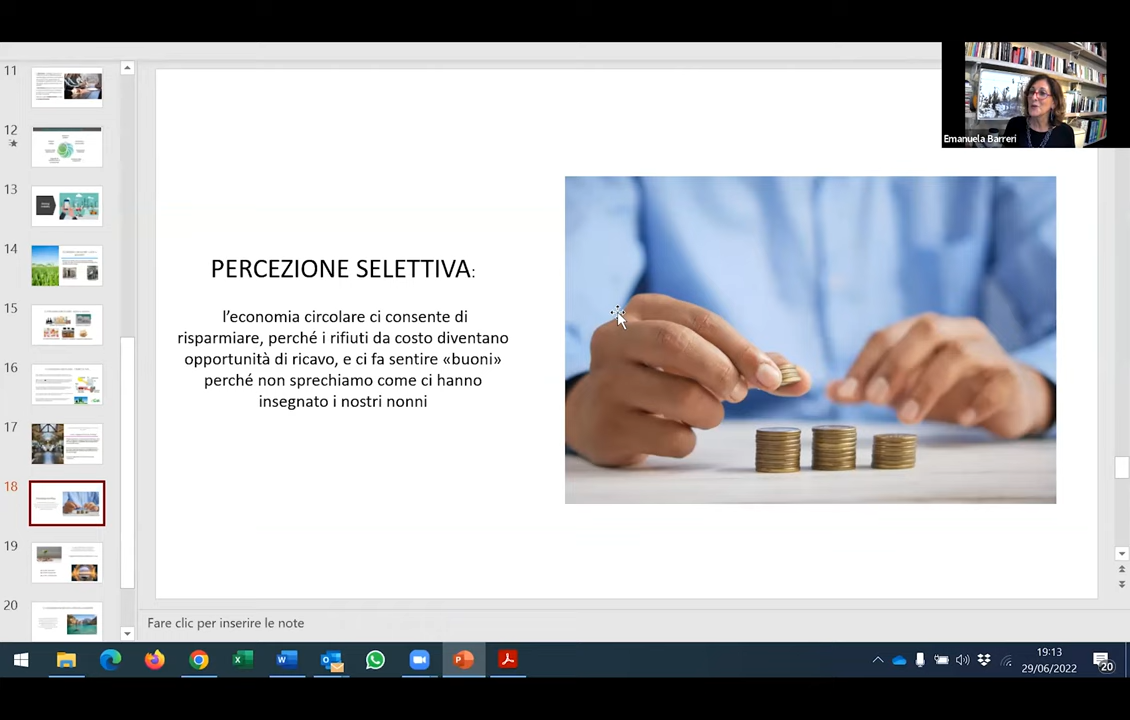 11
12
13
14
15
16
17
18
19
20
Emanuela Barreri
PERCEZIONE SELETTIVA:
l'economia circolare ci consente di
risparmiare, perché i rifiuti da costo diventano
opportunità di ricavo, e ci fa sentire «buoni»
perché non sprechiamo come ci hanno
insegnato i nostri nonni
Fare clic per inserire le note
19:13
29/06/2022
20